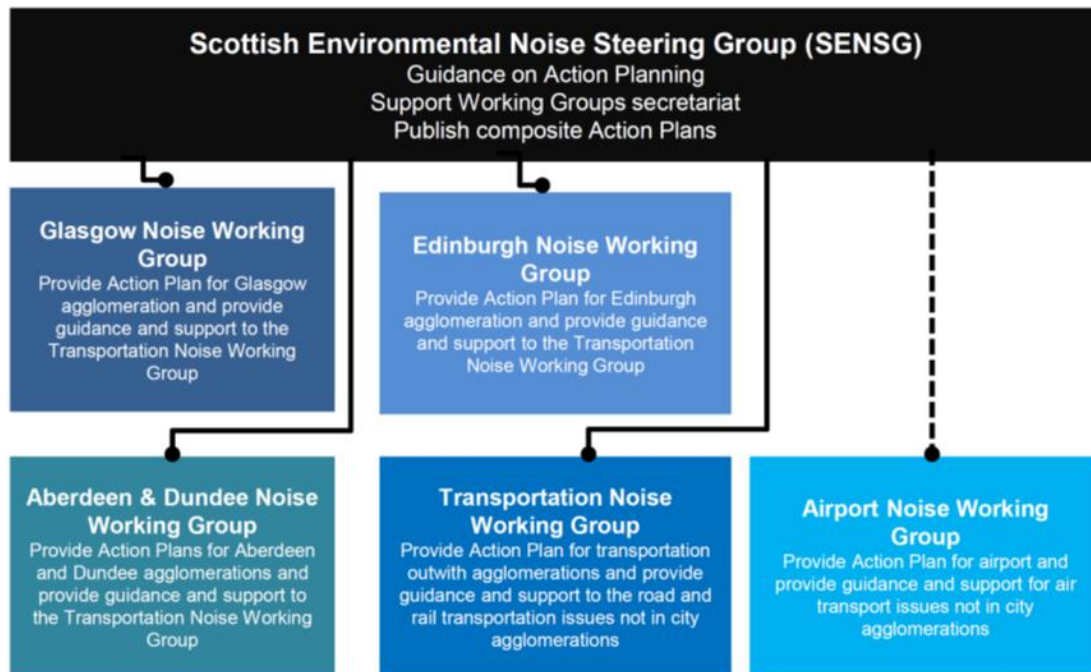 Scottish Environmental Noise Steering Group (SENSG)
Guidance on Action Planning
Support Working Groups secretariat
Publish composite Action Plans
Glasgow Noise Working
Group
Provide Action Plan for Glasgow
agglomeration and provide
guidance and support to the
Transportation Noise Working
Group
Edinburgh Noise Working
Group
Provide Action Plan for Edinburgh
agglomeration and provide guidance
and support to the Transportation
Noise Working Group
Aberdeen & Dundee Noise
Working Group
Provide Action Plans for Aberdeen
and Dundee agglomerations and
provide guidance and support to
the Transportation Noise Working
Group
Transportation Noise
Working Group
Provide Action Plan for transportation
outwith agglomerations and provide
guidance and support to the road and
rail transportation issues not in city
agglomerations
Airport Noise Working
Group
Provide Action Plan for airport and
provide guidance and support for air
transport issues not in city
agglomerations